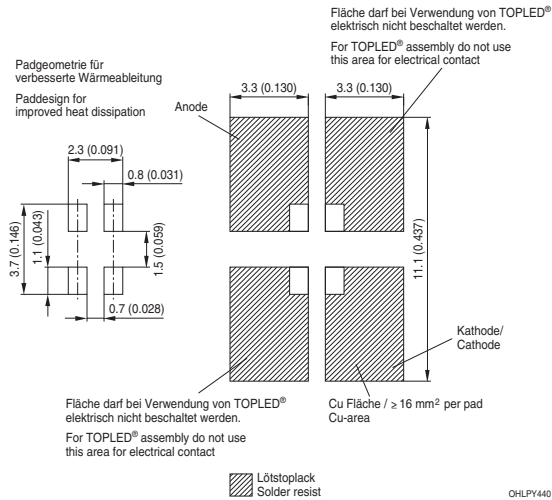 Fläche darf bei Verwendung von TOPLED®
elektrisch nicht beschaltet werden.
For TOPLED® assembly do not use
this area for electrical contact
Padgeometrie für
verbesserte Wärmeableitung
Paddesign for
improved heat dissipation
Anode
3.3 (0.130)
3.3 (0.130)
2.3 (0.091)
0.8 (0.031)
3.7 (0.146)
1.1 (0.043)
1.5 (0.059)
11.1 (0.437)
0.7 (0.028)
Kathode/
Cathode
Fläche darf bei Verwendung von TOPLED®
elektrisch nicht beschaltet werden.
For TOPLED® assembly do not use
this area for electrical contact
Cu Fläche / ≥ 16 mm² per pad
Cu-area
Lötstoplack
Solder resist
OHLPY440